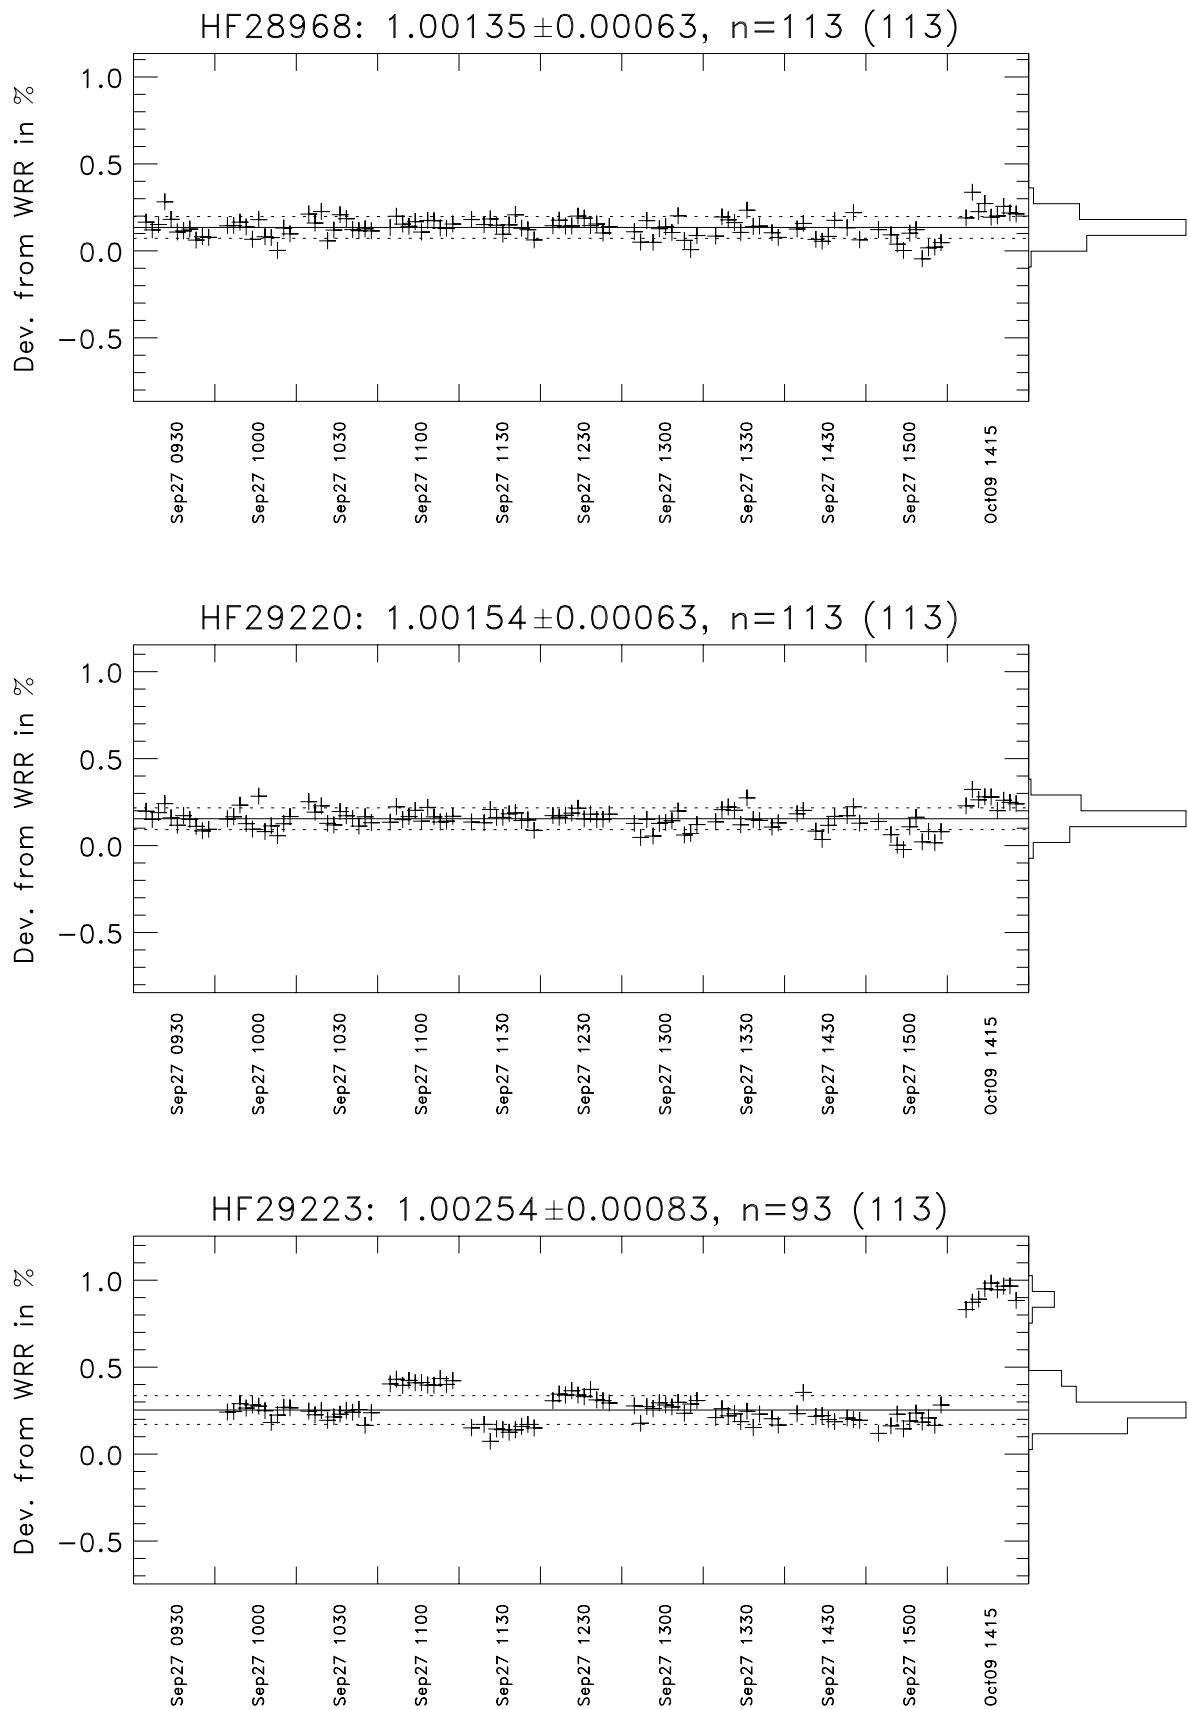 HF28968: 1.00135±0.00063, n=113 (113)
Dev. from WRR in %
1.0
0.5
0.0
−0.5
Sep27 0930
Sep27 1000
Sep27 1030
Sep27 1100
Sep27 1130
Sep27 1230
Sep27 1300
Sep27 1330
Sep27 1430
Sep27 1500
Oct09 1415
HF29220: 1.00154±0.00063, n=113 (113)
Dev. from WRR in %
1.0
0.5
0.0
−0.5
Sep27 0930
Sep27 1000
Sep27 1030
Sep27 1100
Sep27 1130
Sep27 1230
Sep27 1300
Sep27 1330
Sep27 1430
Sep27 1500
Oct09 1415
HF29223: 1.00254±0.00083, n=93 (113)
Dev. from WRR in %
1.0
0.5
0.0
−0.5
Sep27 0930
Sep27 1000
Sep27 1030
Sep27 1100
Sep27 1130
Sep27 1230
Sep27 1300
Sep27 1330
Sep27 1430
Sep27 1500
Oct09 1415